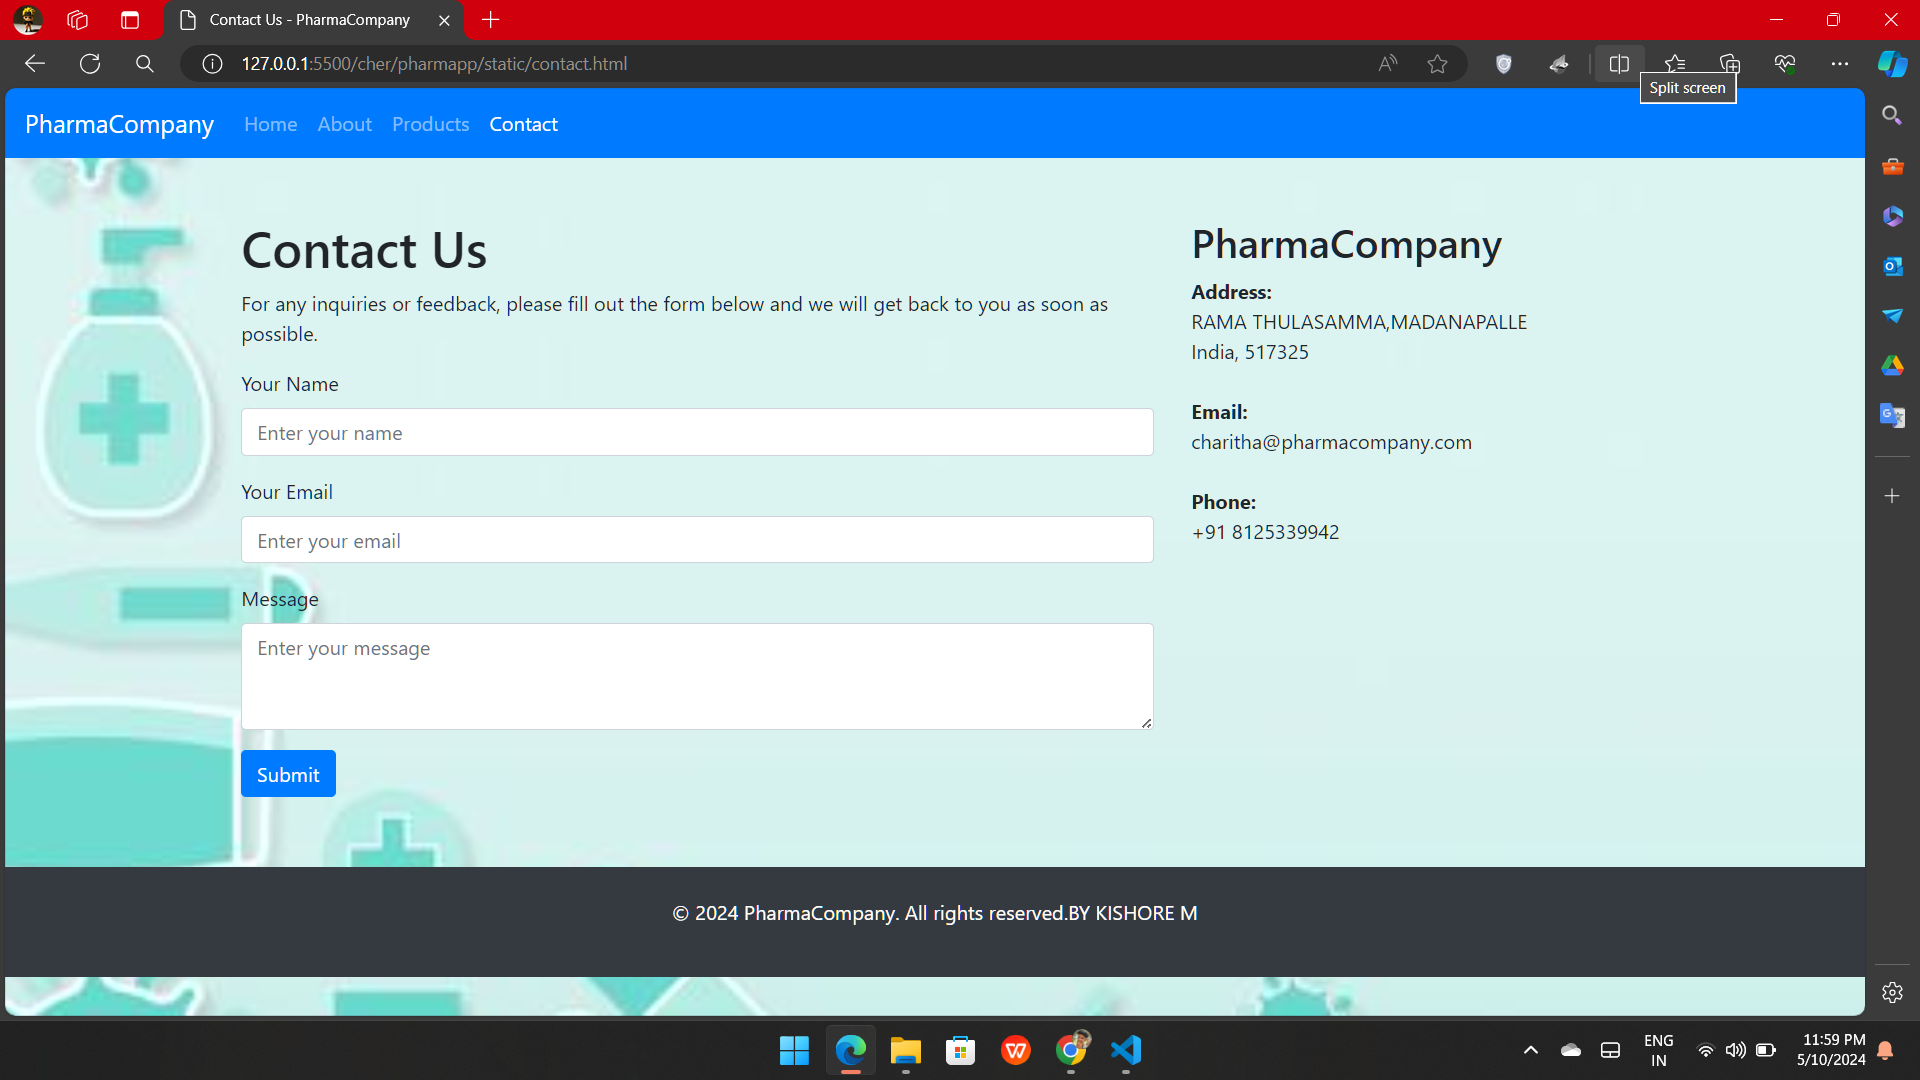 Contact Us - PharmaCompany
127.0.0.1:5500/cher/pharmapp/static/contact.html
Split screen
PharmaCompany Home About Products Contact
Contact Us
For any inquiries or feedback, please fill out the form below and we will get back to you as soon as
possible.
Your Name
Enter your name
Your Email
Enter your email
Message
Enter your message
Submit
PharmaCompany
Address:
RAMA THULASAMMA,MADANAPALLE
India, 517325
Email:
charitha@pharmacompany.com
Phone:
+91 8125339942
© 2024 PharmaCompany. All rights reserved.BY KISHORE M
ENG
IN
11:59 PM
5/10/2024